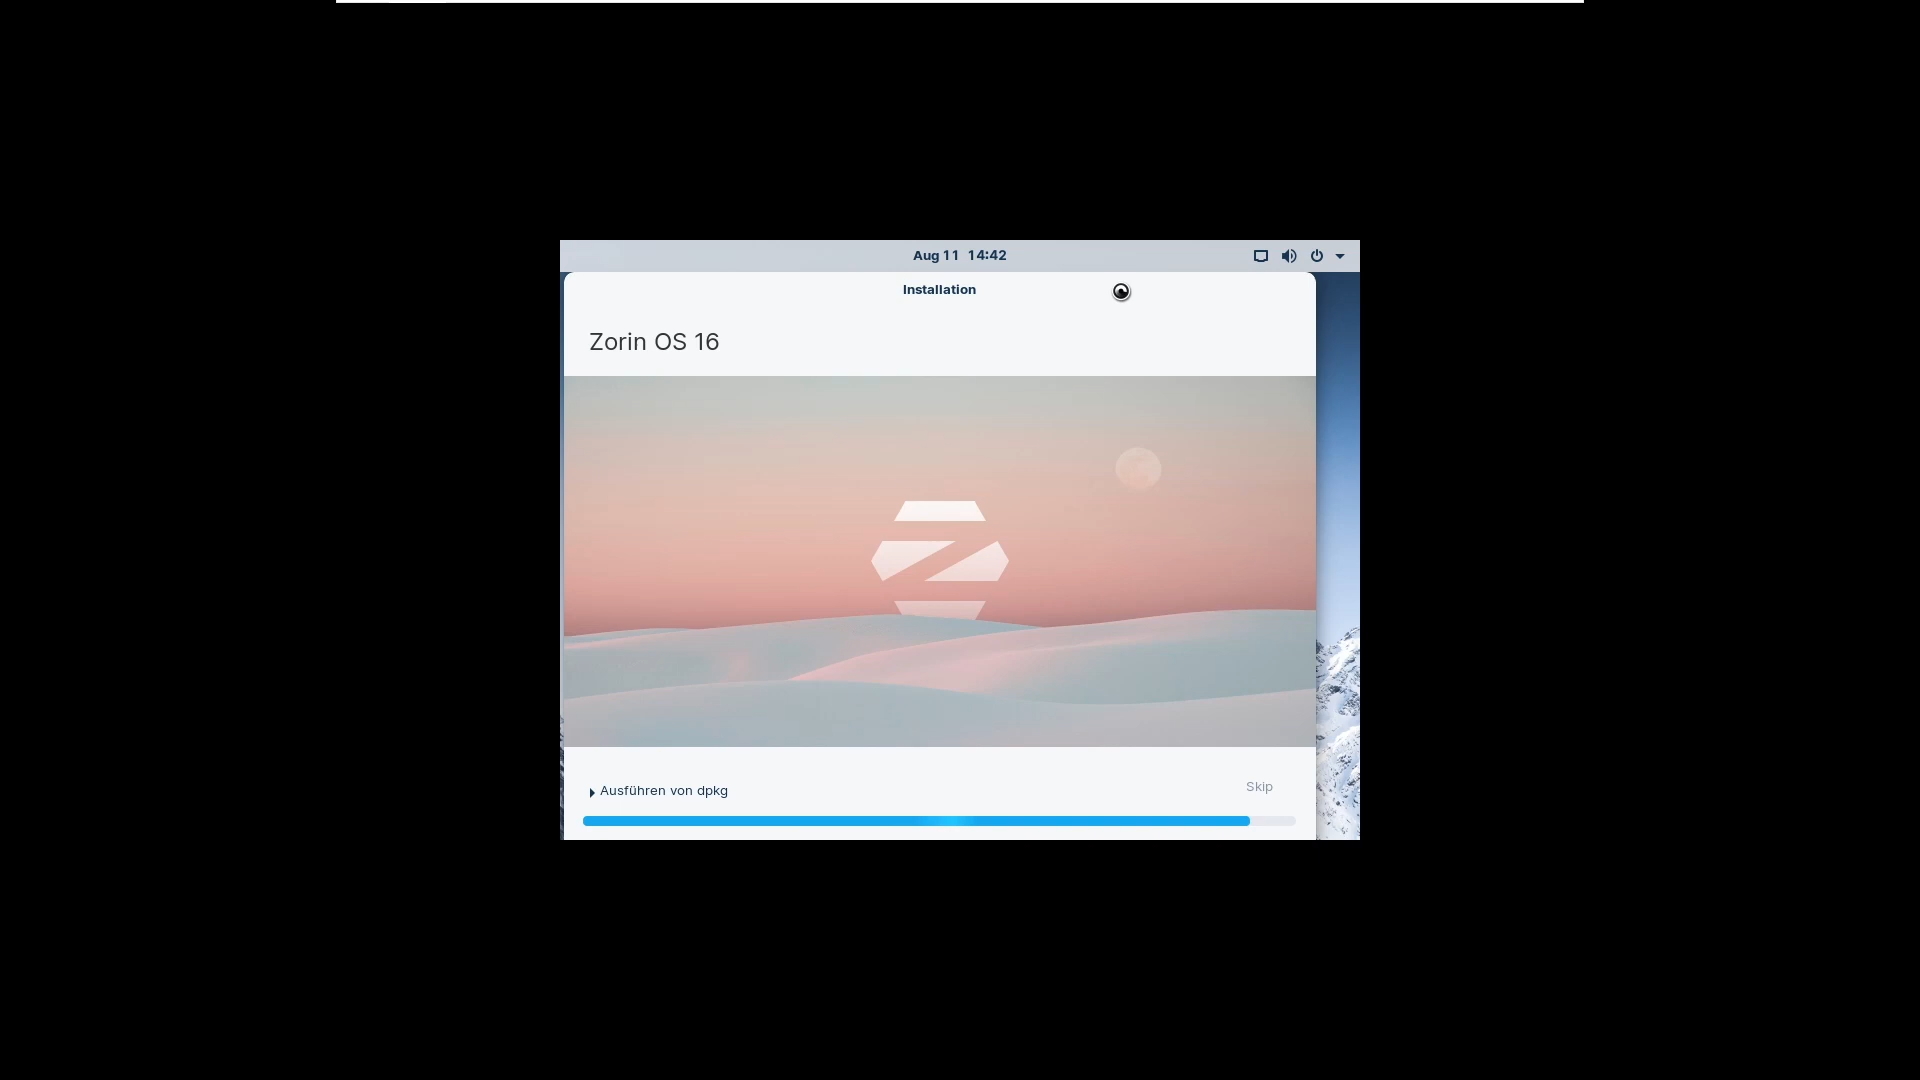 Aug 11 14:42
Installation
Zorin OS 16
Ausführen von dpkg
Skip